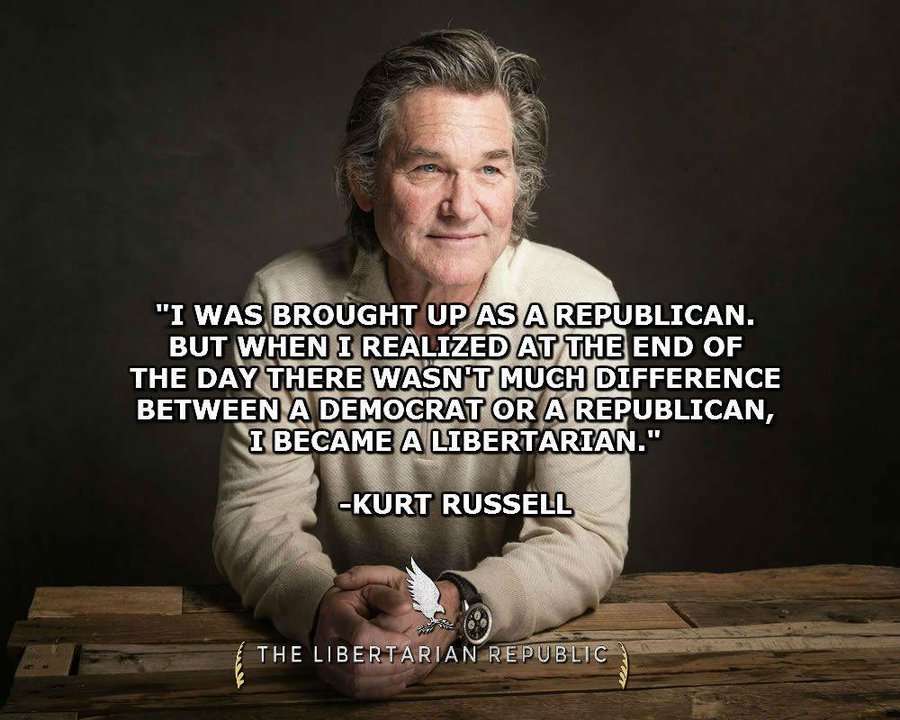 "I WAS BROUGHT UP AS A REPUBLICAN.
BUT WHEN I REALIZED AT THE END OF
THE DAY THERE WASN'T MUCH DIFFERENCE
BETWEEN A DEMOCRAT OR A REPUBLICAN,
I BECAME A LIBERTARIAN."
-KURT RUSSELL
THE LIBERTARIAN REPUBLIC